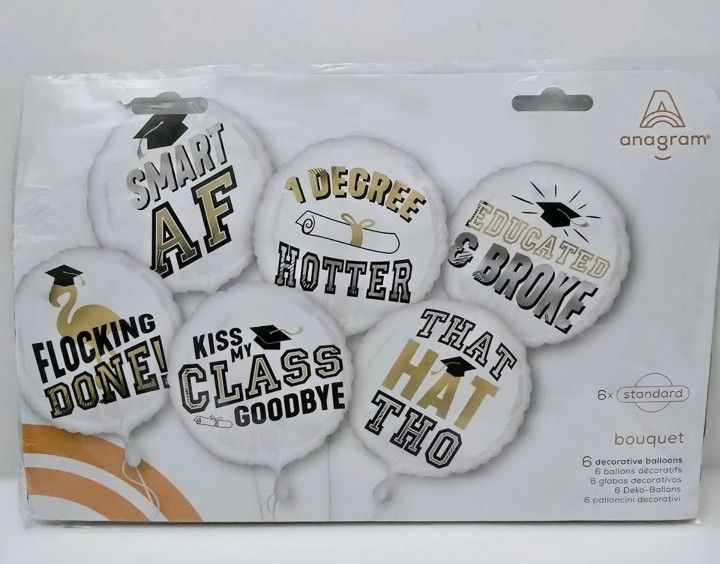 SMART
AF
1 DEGREE
HOTTER
EDUCATED
& BROKE
FLOCKING
DONE!
KISS
MY
CLASS
GOODBYE
THAT
HAT
THO
anagram®
6x standard
bouquet
6 decorative balloons
6 ballons décoratifs
6 globos decorativos
6 Deko-Ballons
6 palloncini decorativi